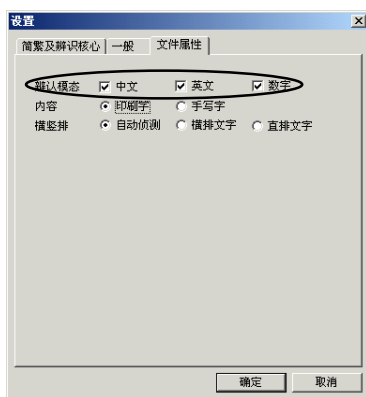 设置
简繁及辨识核心 一般 文件属性
辨认模态 中文 英文 数字
内容 印刷字 手写字
横竖排 自动侦测 横排文字 直排文字
确定 取消